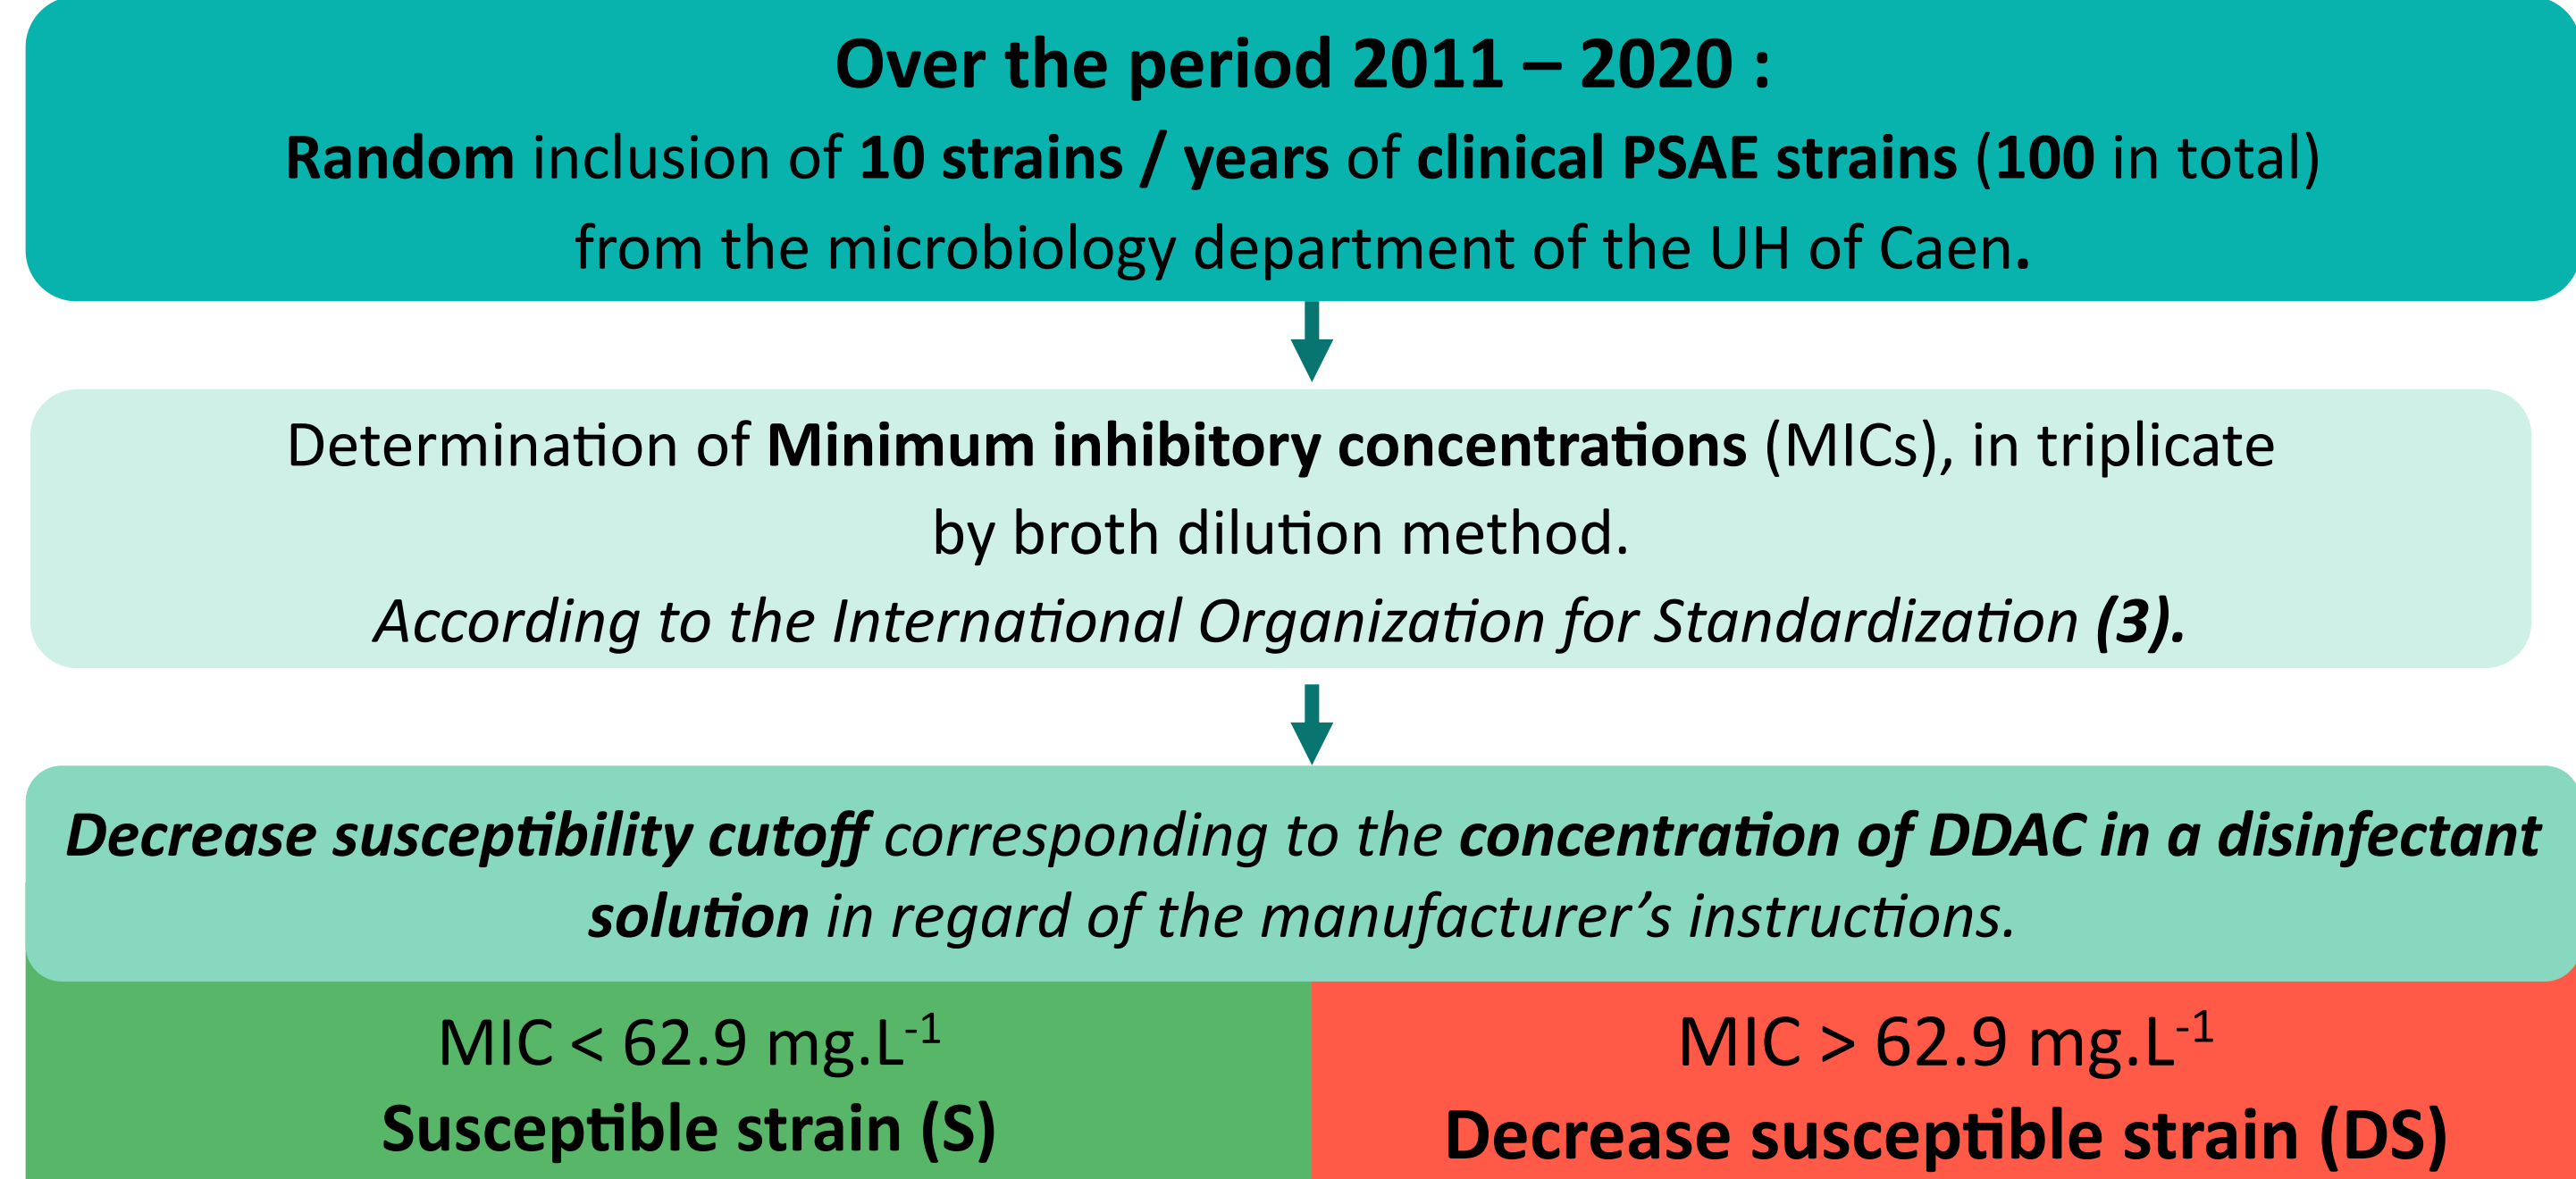 Over the period 2011 – 2020 :
Random inclusion of 10 strains / years of clinical PSAE strains (100 in total)
from the microbiology department of the UH of Caen.
Determination of Minimum inhibitory concentrations (MICs), in triplicate
by broth dilution method.
According to the International Organization for Standardization (3).
Decrease susceptibility cutoff corresponding to the concentration of DDAC in a disinfectant
solution in regard of the manufacturer’s instructions.
MIC < 62.9 mg.L⁻¹
Susceptible strain (S)
MIC > 62.9 mg.L⁻¹
Decrease susceptible strain (DS)